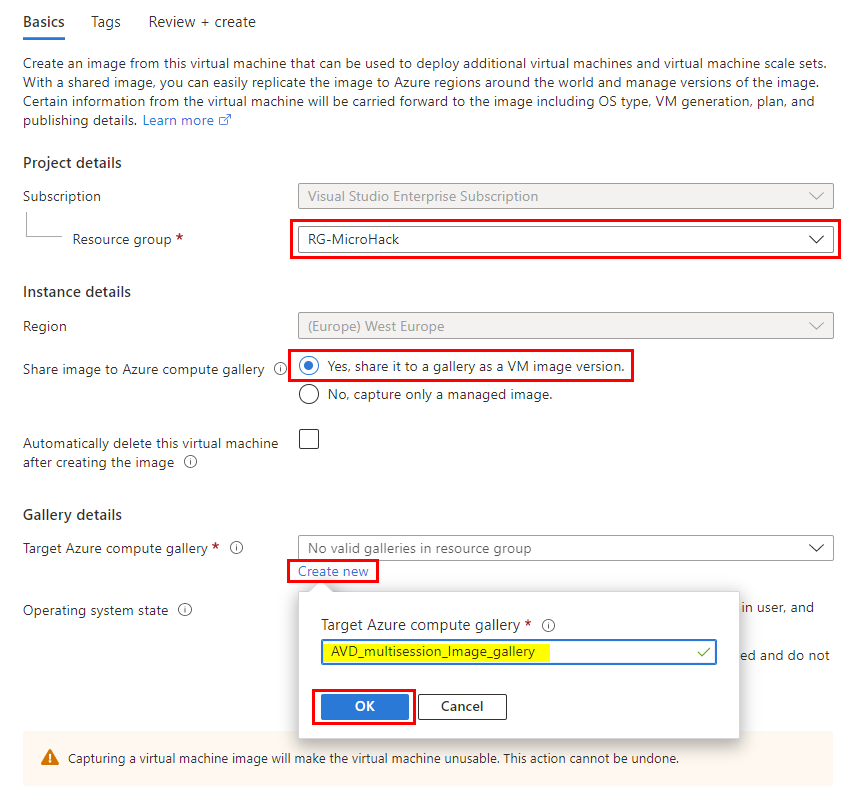 Basics Tags Review + create
Create an image from this virtual machine that can be used to deploy additional virtual machines and virtual machine scale sets.
With a shared image, you can easily replicate the image to Azure regions around the world and manage versions of the image.
Certain information from the virtual machine will be carried forward to the image including OS type, VM generation, plan, and
publishing details. Learn more
Project details
Subscription Visual Studio Enterprise Subscription
Resource group * RG-MicroHack
Instance details
Region (Europe) West Europe
Share image to Azure compute gallery Yes, share it to a gallery as a VM image version.
No, capture only a managed image.
Automatically delete this virtual machine
after creating the image
Gallery details
Target Azure compute gallery * No valid galleries in resource group
Create new
Operating system state in user, and
Target Azure compute gallery *
AVD_multisession_Image_gallery
ed and do not
OK Cancel
Capturing a virtual machine image will make the virtual machine unusable. This action cannot be undone.